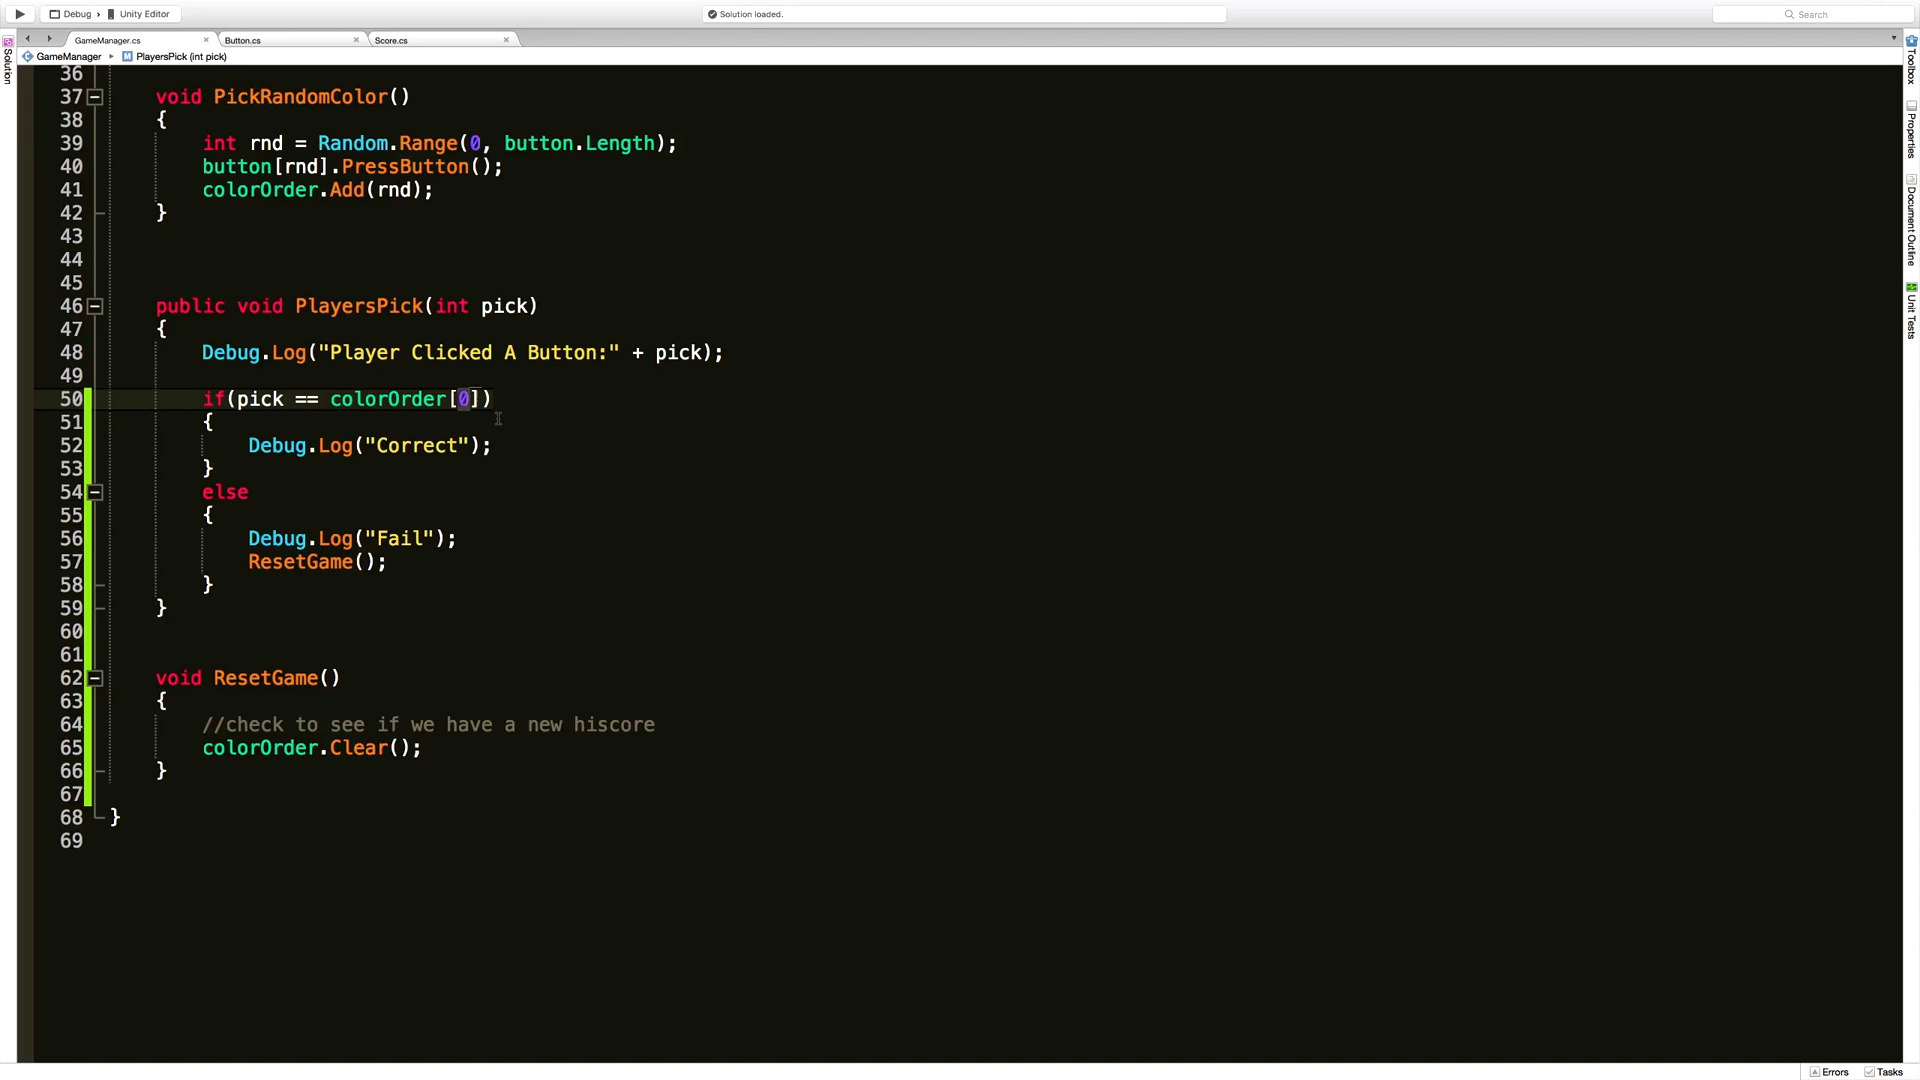 Debug › Unity Editor
Solution loaded.
Search
GameManager.cs
Button.cs
Score.cs
GameManager ▸ PlayersPick (int pick)
Solution
Toolbox
Properties
Document Outline
Unit Tests
36
37 void PickRandomColor()
38 {
39 int rnd = Random.Range(0, button.Length);
40 button[rnd].PressButton();
41 colorOrder.Add(rnd);
42 }
43
44
45
46 public void PlayersPick(int pick)
47 {
48 Debug.Log("Player Clicked A Button:" + pick);
49
50 if(pick == colorOrder[0])
51 {
52 Debug.Log("Correct");
53 }
54 else
55 {
56 Debug.Log("Fail");
57 ResetGame();
58 }
59 }
60
61
62 void ResetGame()
63 {
64 //check to see if we have a new hiscore
65 colorOrder.Clear();
66 }
67
68 }
69
Errors
Tasks